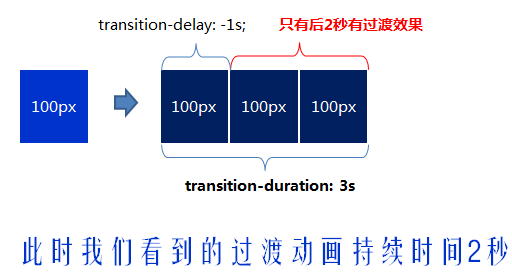 transition-delay: -1s; 只有后2秒有过渡效果
100px 100px 100px 100px
transition-duration: 3s
此时我们看到的过渡动画持续时间2秒